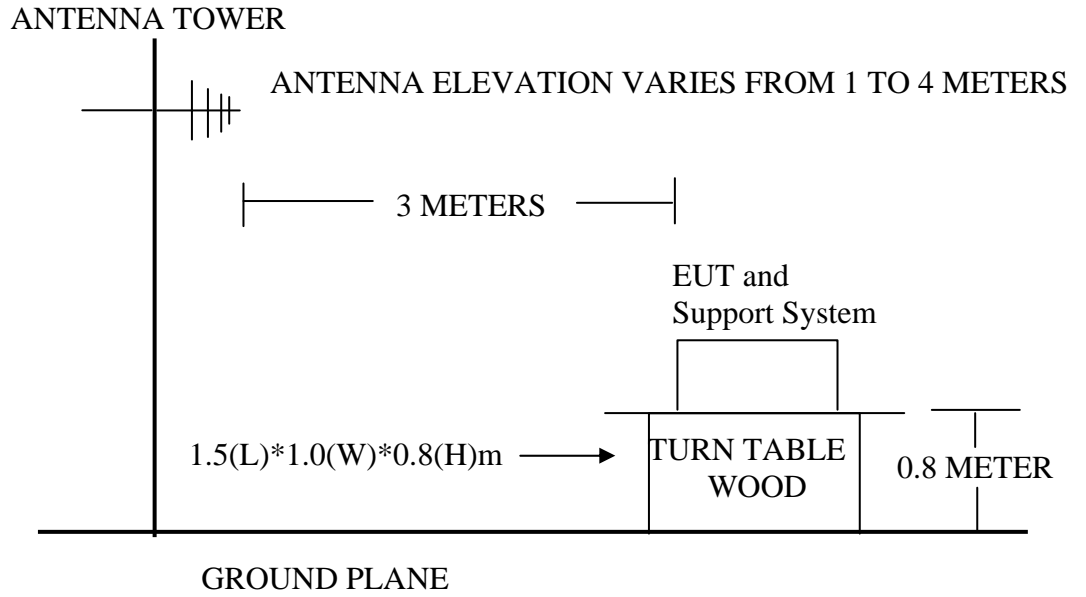 ANTENNA TOWER
ANTENNA ELEVATION VARIES FROM 1 TO 4 METERS
3 METERS
EUT and
Support System
1.5(L)*1.0(W)*0.8(H)m
TURN TABLE
WOOD
0.8 METER
GROUND PLANE